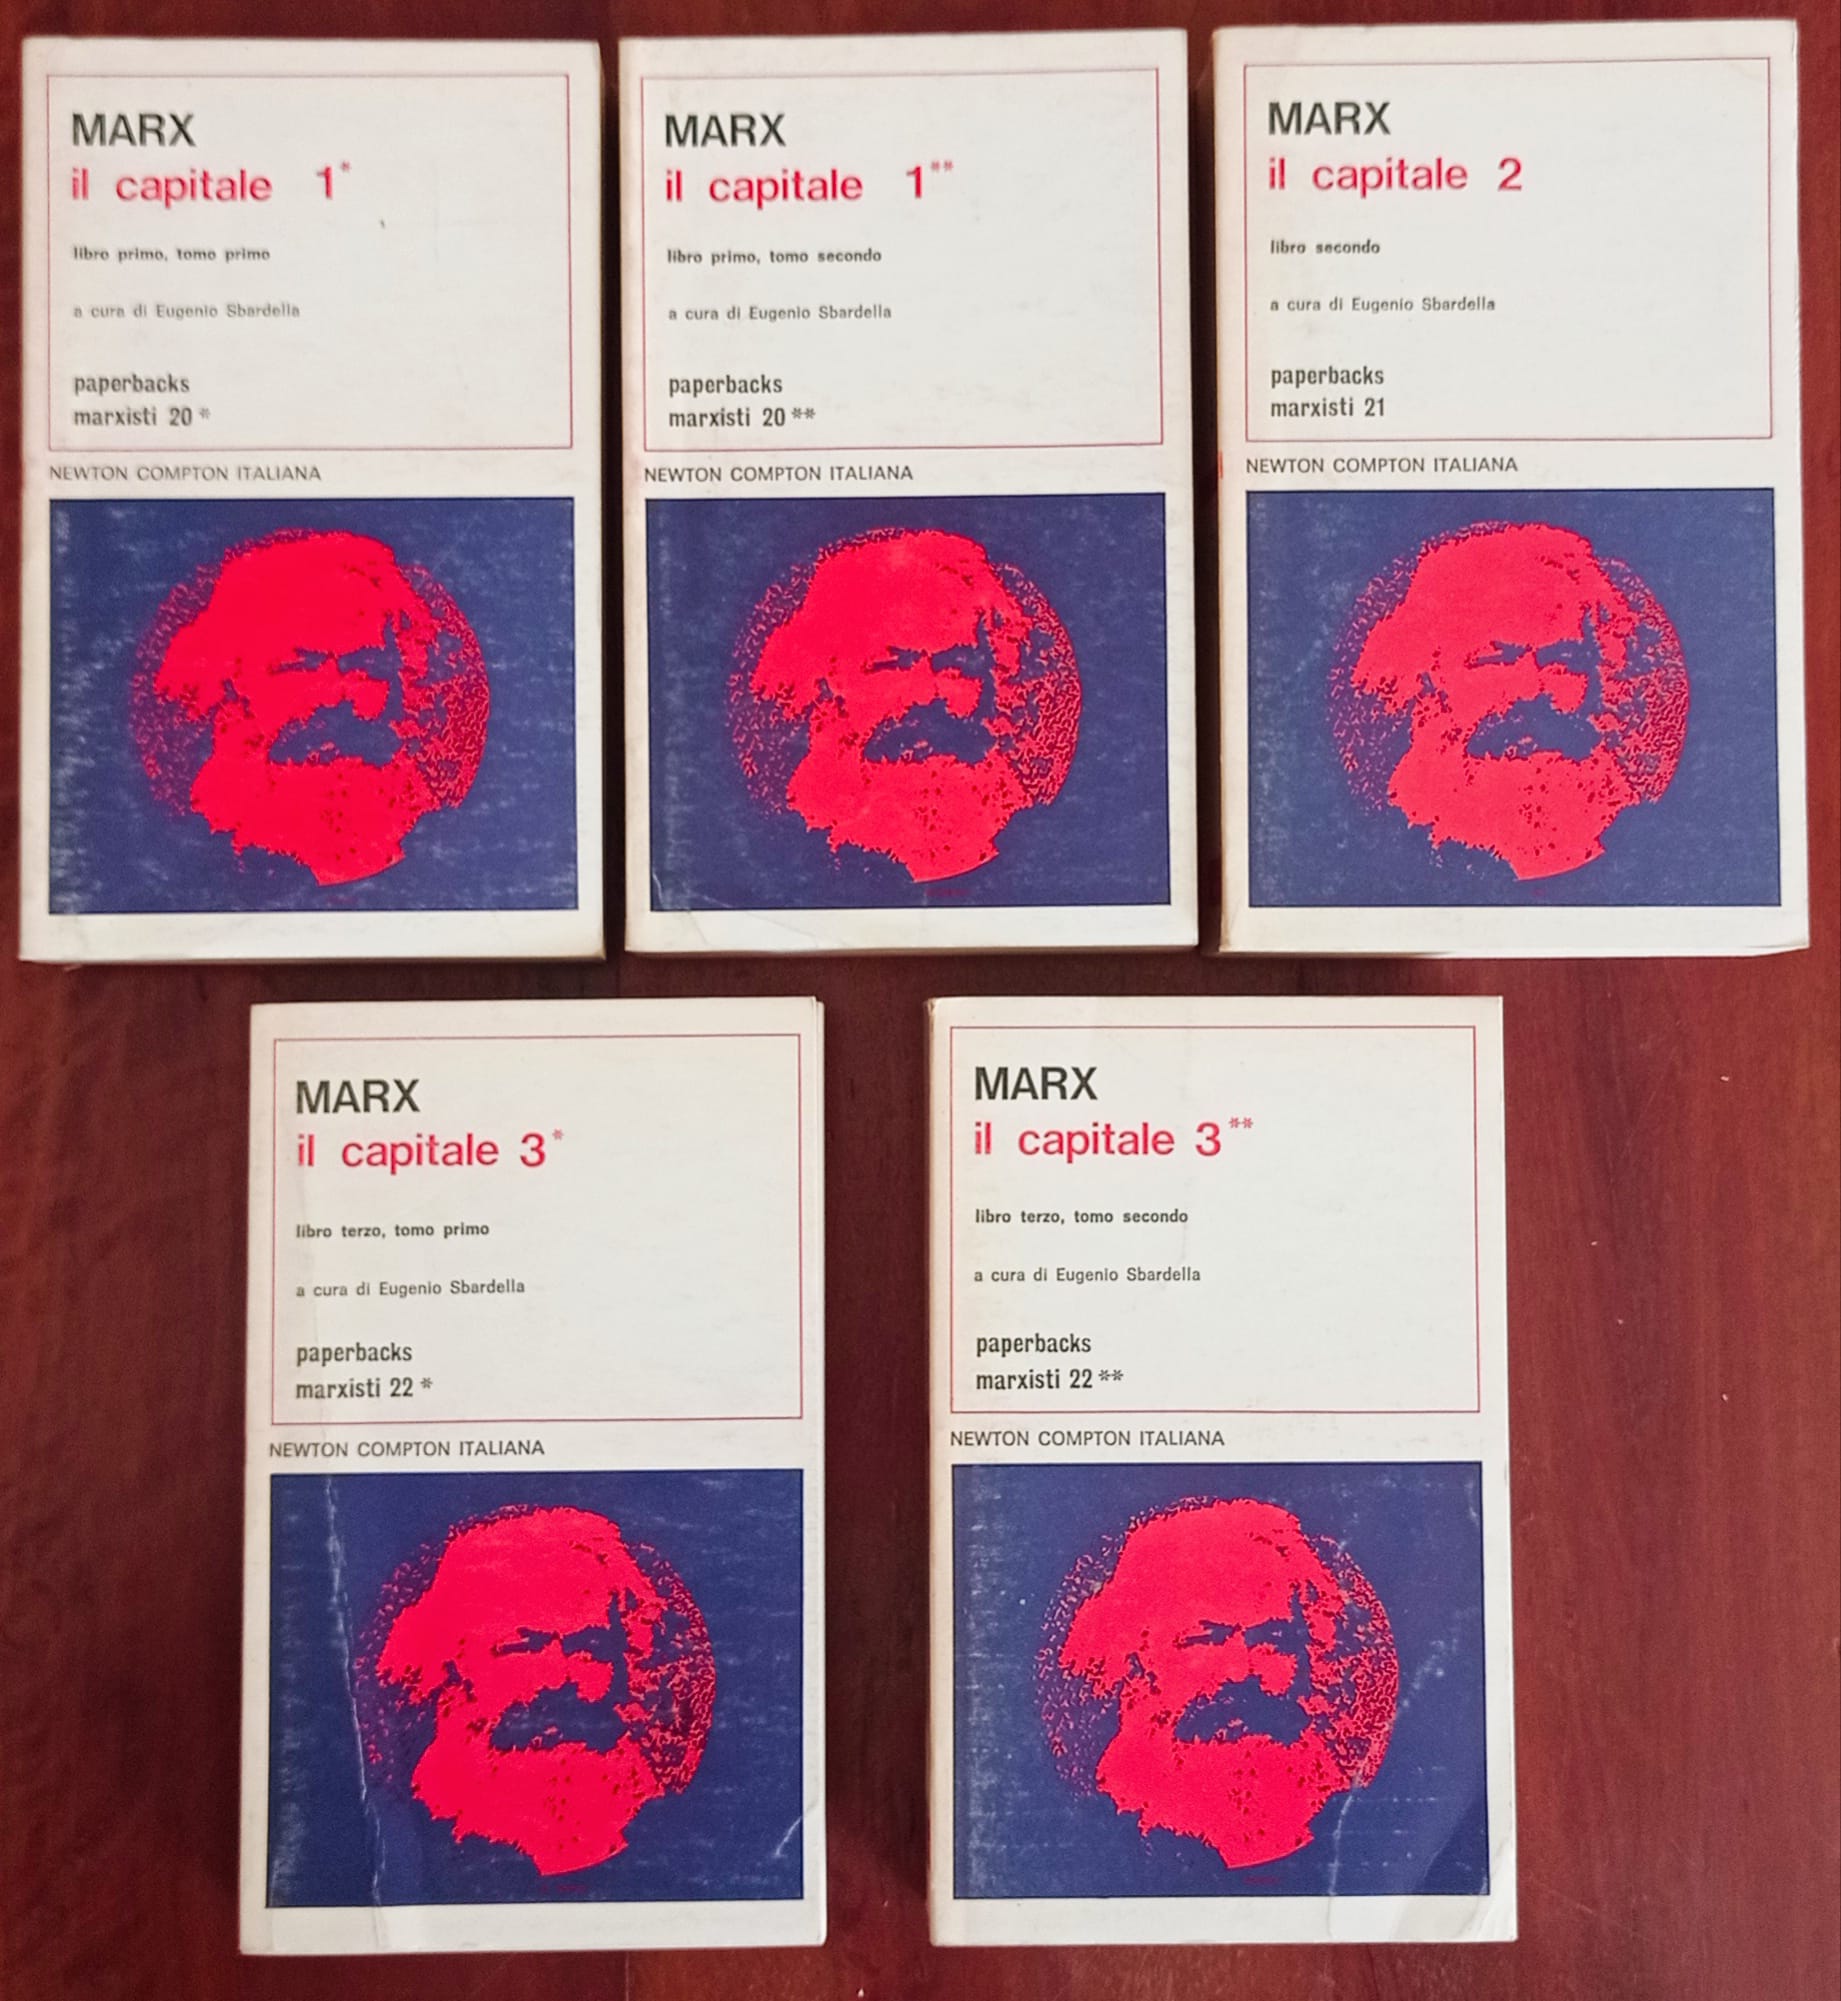 MARX
il capitale 1*
libro primo, tomo primo
a cura di Eugenio Sbardella
paperbacks
marxisti 20 *
NEWTON COMPTON ITALIANA
MARX
il capitale 1**
libro primo, tomo secondo
a cura di Eugenio Sbardella
paperbacks
marxisti 20 **
NEWTON COMPTON ITALIANA
MARX
il capitale 2
libro secondo
a cura di Eugenio Sbardella
paperbacks
marxisti 21
NEWTON COMPTON ITALIANA
MARX
il capitale 3*
libro terzo, tomo primo
a cura di Eugenio Sbardella
paperbacks
marxisti 22 *
NEWTON COMPTON ITALIANA
MARX
il capitale 3**
libro terzo, tomo secondo
a cura di Eugenio Sbardella
paperbacks
marxisti 22 **
NEWTON COMPTON ITALIANA